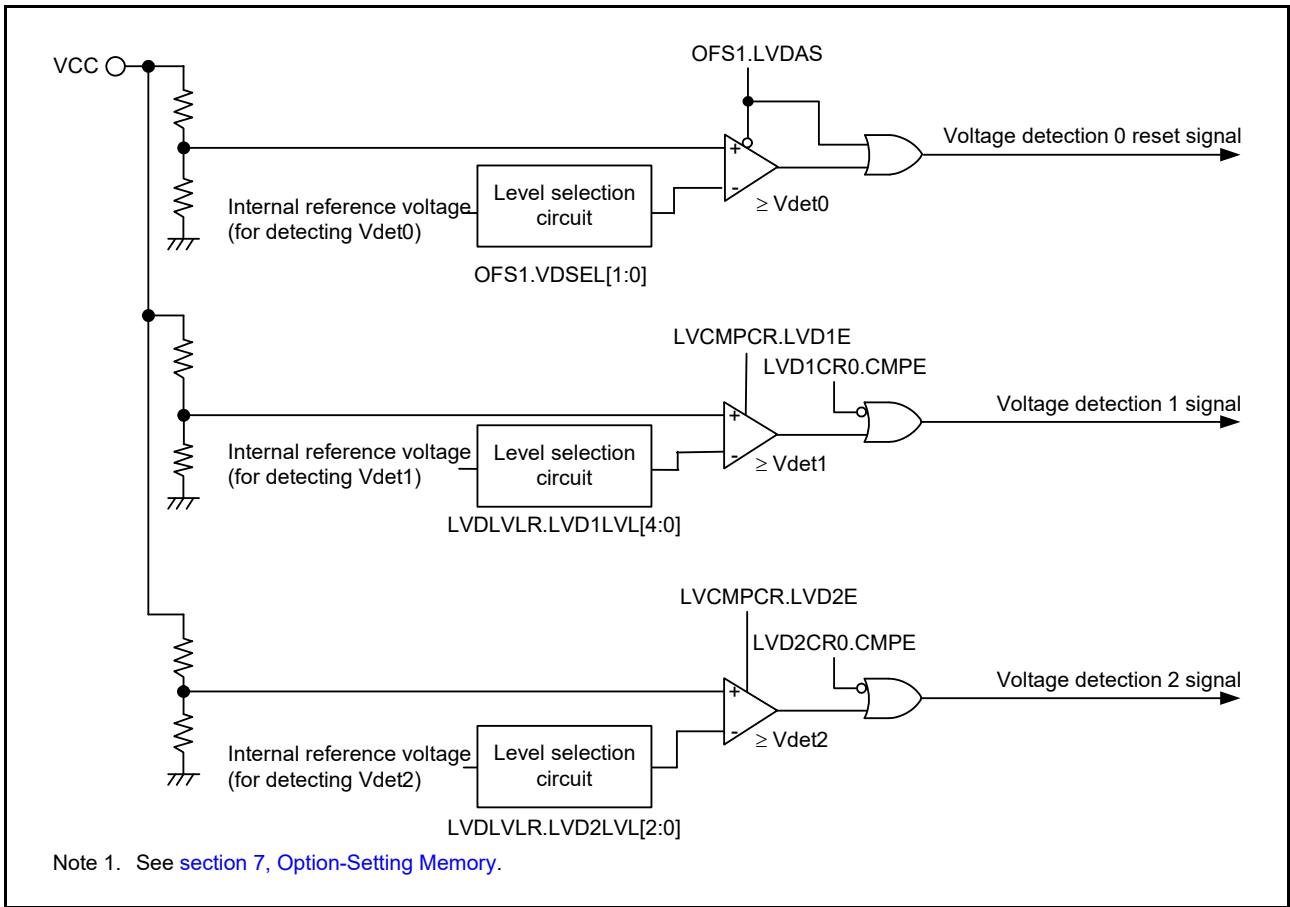 OFS1.LVDAS
VCC
Voltage detection 0 reset signal
+
-
Level selection
circuit
Internal reference voltage
(for detecting Vdet0)
≥ Vdet0
OFS1.VDSEL[1:0]
LVCMPCR.LVD1E
LVD1CR0.CMPE
Voltage detection 1 signal
+
-
Level selection
circuit
Internal reference voltage
(for detecting Vdet1)
≥ Vdet1
LVDLVLR.LVD1LVL[4:0]
LVCMPCR.LVD2E
LVD2CR0.CMPE
Voltage detection 2 signal
+
-
Level selection
circuit
Internal reference voltage
(for detecting Vdet2)
≥ Vdet2
LVDLVLR.LVD2LVL[2:0]
Note 1. See section 7, Option-Setting Memory.